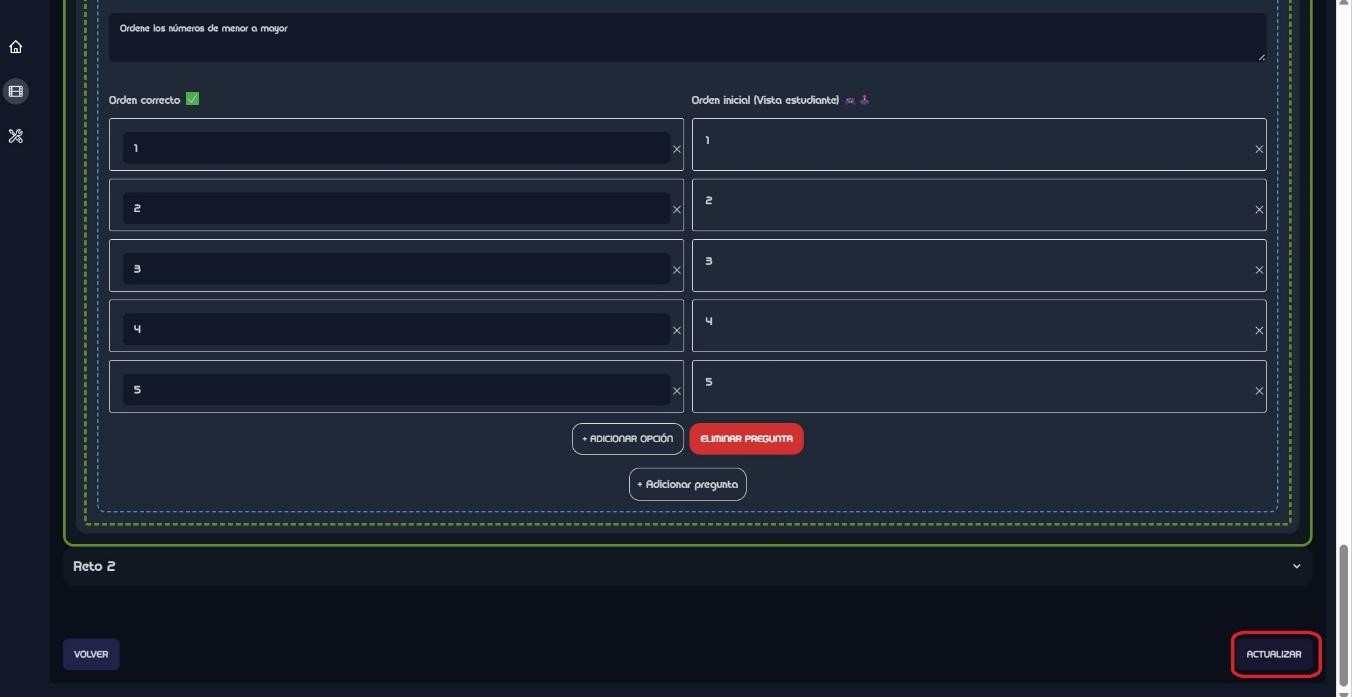 Ordene los números de menor a mayor
Orden correcto ✅
Orden inicial (Vista estudiante) 🎮🕹️
1
1
2
2
3
3
4
4
5
5
+ ADICIONAR OPCIÓN
ELIMINAR PREGUNTA
+ Adicionar pregunta
Reto 2
VOLVER
ACTUALIZAR